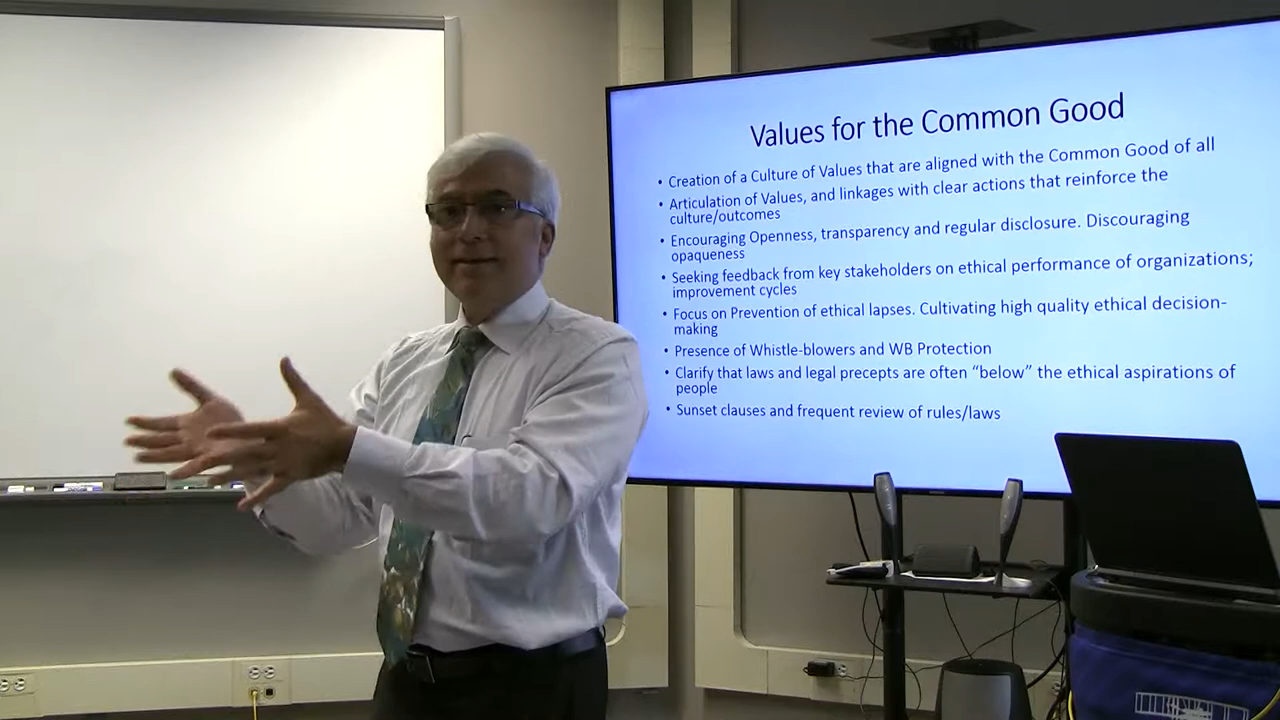 Values for the Common Good
• Creation of a Culture of Values that are aligned with the Common Good of all
• Articulation of Values, and linkages with clear actions that reinforce the
culture/outcomes
• Encouraging Openness, transparency and regular disclosure. Discouraging
opaqueness
• Seeking feedback from key stakeholders on ethical performance of organizations;
improvement cycles
• Focus on Prevention of ethical lapses. Cultivating high quality ethical decision-
making
• Presence of Whistle-blowers and WB Protection
• Clarify that laws and legal precepts are often “below” the ethical aspirations of
people
• Sunset clauses and frequent review of rules/laws